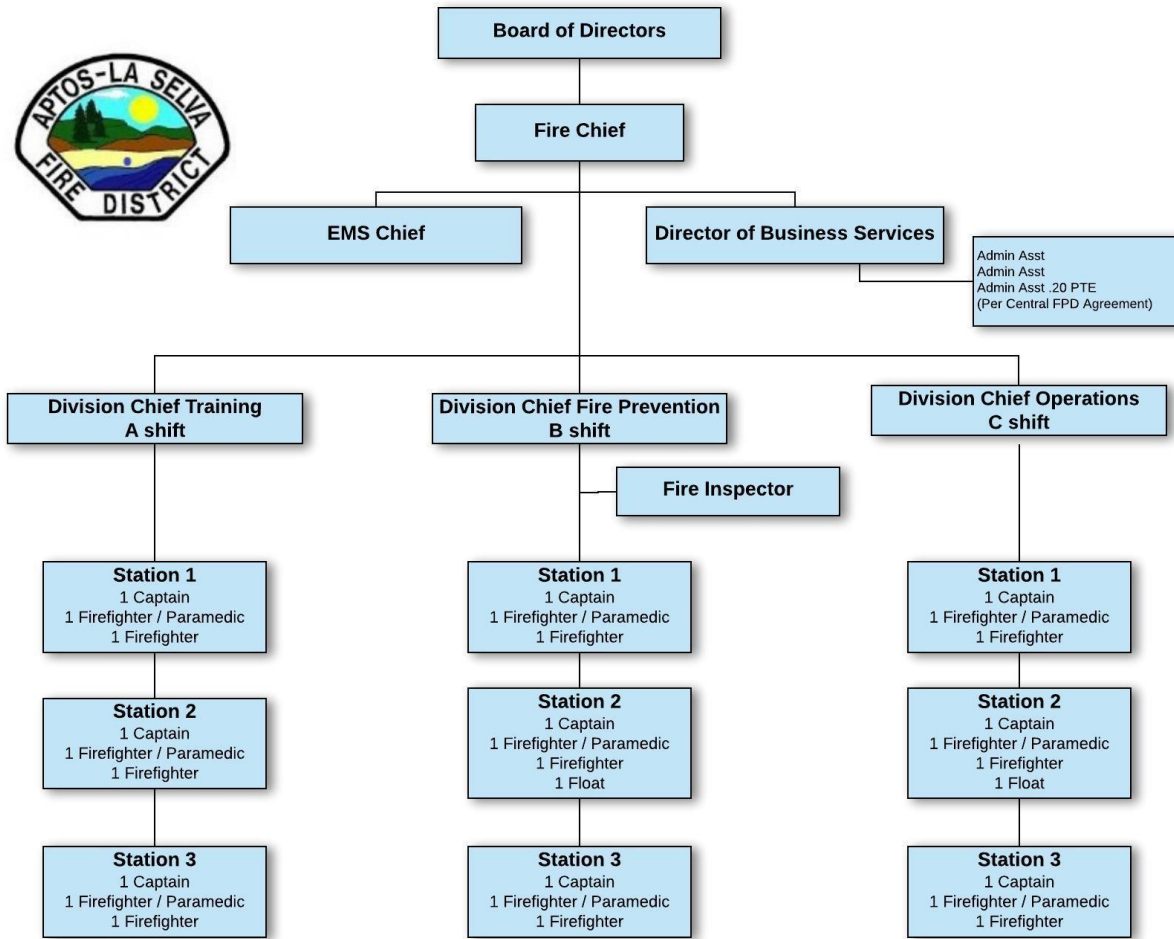 Board of Directors
APTOS-LA SELVA
FIRE DISTRICT
Fire Chief
EMS Chief
Director of Business Services
Admin Asst
Admin Asst
Admin Asst .20 PTE
(Per Central FPD Agreement)
Division Chief Training
A shift
Division Chief Fire Prevention
B shift
Division Chief Operations
C shift
Fire Inspector
Station 1
1 Captain
1 Firefighter / Paramedic
1 Firefighter
Station 1
1 Captain
1 Firefighter / Paramedic
1 Firefighter
Station 1
1 Captain
1 Firefighter / Paramedic
1 Firefighter
Station 2
1 Captain
1 Firefighter / Paramedic
1 Firefighter
Station 2
1 Captain
1 Firefighter / Paramedic
1 Firefighter
1 Float
Station 2
1 Captain
1 Firefighter / Paramedic
1 Firefighter
1 Float
Station 3
1 Captain
1 Firefighter / Paramedic
1 Firefighter
Station 3
1 Captain
1 Firefighter / Paramedic
1 Firefighter
Station 3
1 Captain
1 Firefighter / Paramedic
1 Firefighter